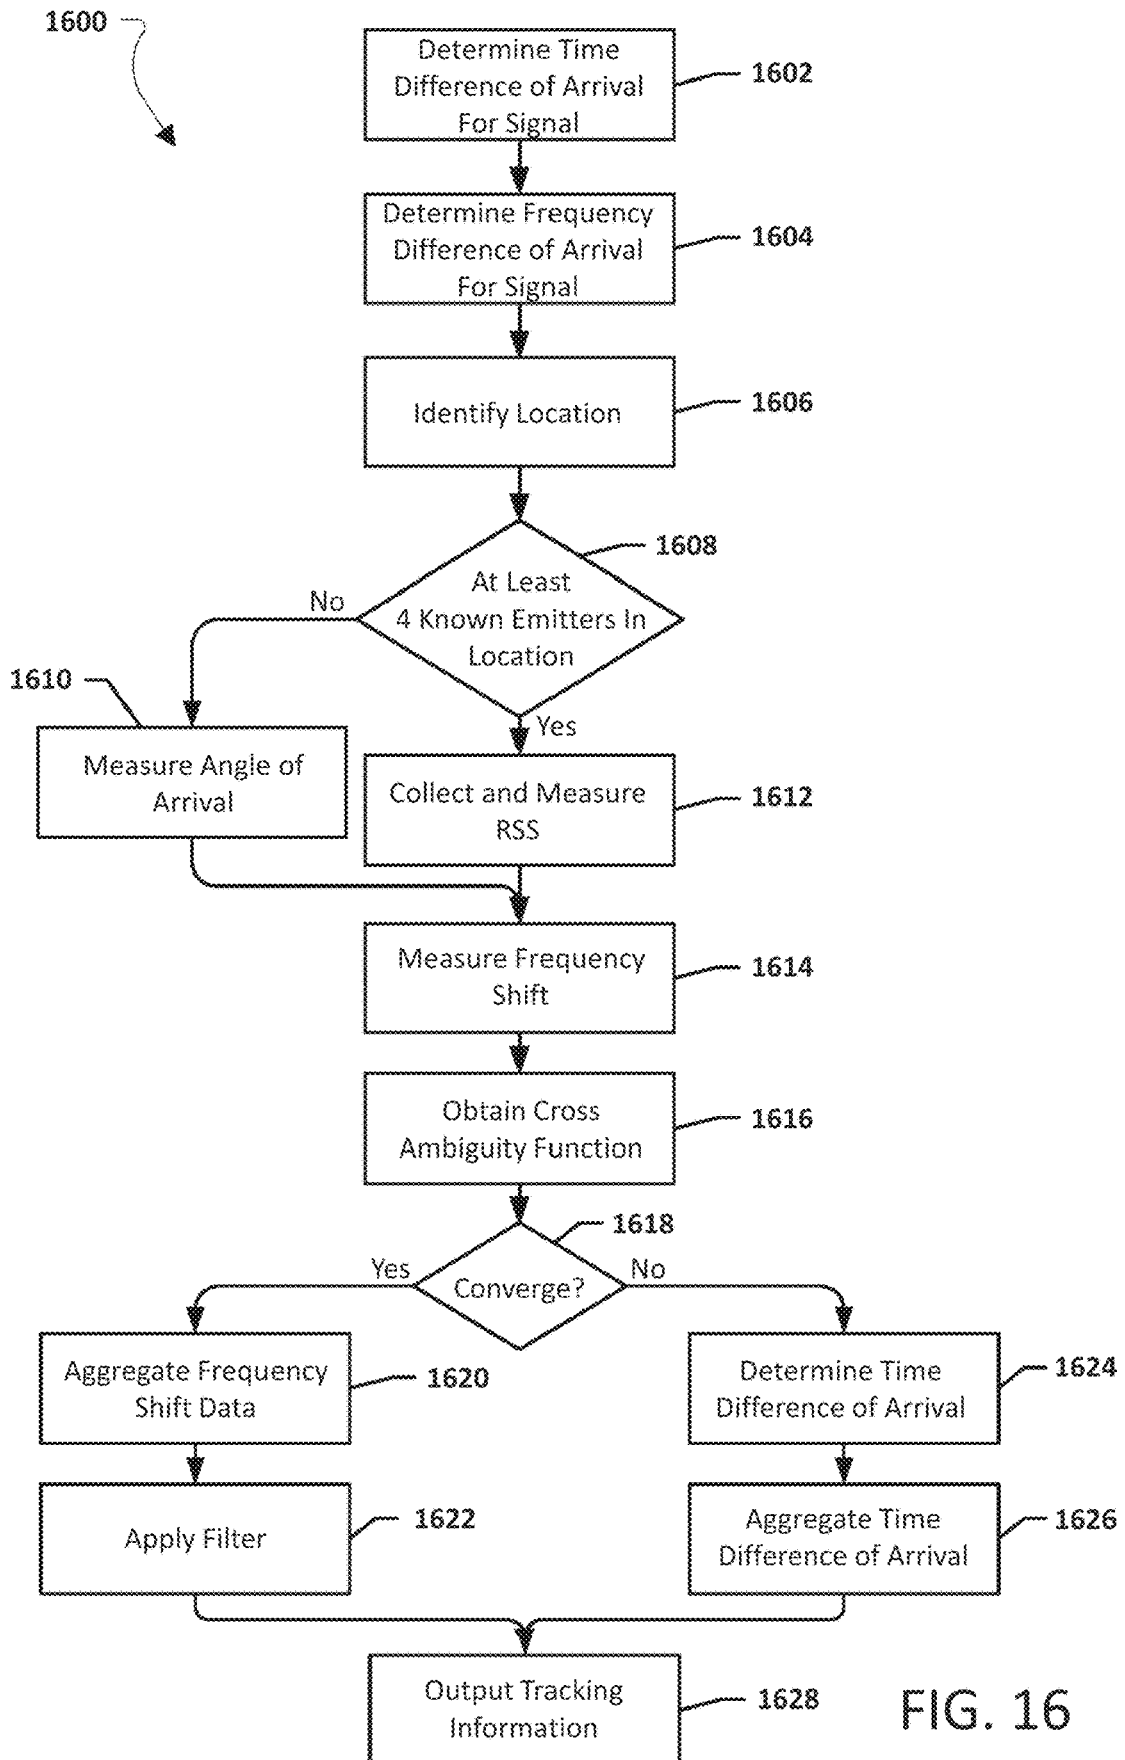 1600
Determine Time
Difference of Arrival
For Signal
1602
Determine Frequency
Difference of Arrival
For Signal
1604
Identify Location
1606
1608
At Least
4 Known Emitters In
Location
No
Yes
1610
Measure Angle of
Arrival
Collect and Measure
RSS
1612
Measure Frequency
Shift
1614
Obtain Cross
Ambiguity Function
1616
1618
Converge?
Yes
No
Aggregate Frequency
Shift Data
1620
Determine Time
Difference of Arrival
1624
Apply Filter
1622
Aggregate Time
Difference of Arrival
1626
Output Tracking
Information
1628
FIG. 16